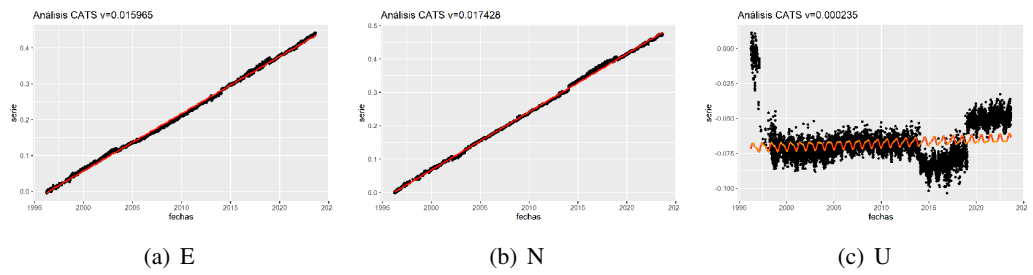 Análisis CATS v=0.015965
serie
0.4
0.3
0.2
0.1
0.0
1995 2000 2005 2010 2015 2020 202
fechas
(a) E
Análisis CATS v=0.017428
serie
0.5
0.4
0.3
0.2
0.1
0.0
1995 2000 2005 2010 2015 2020 202
fechas
(b) N
Análisis CATS v=0.000235
serie
0.000
-0.025
-0.050
-0.075
-0.100
1995 2000 2005 2010 2015 2020 202
fechas
(c) U